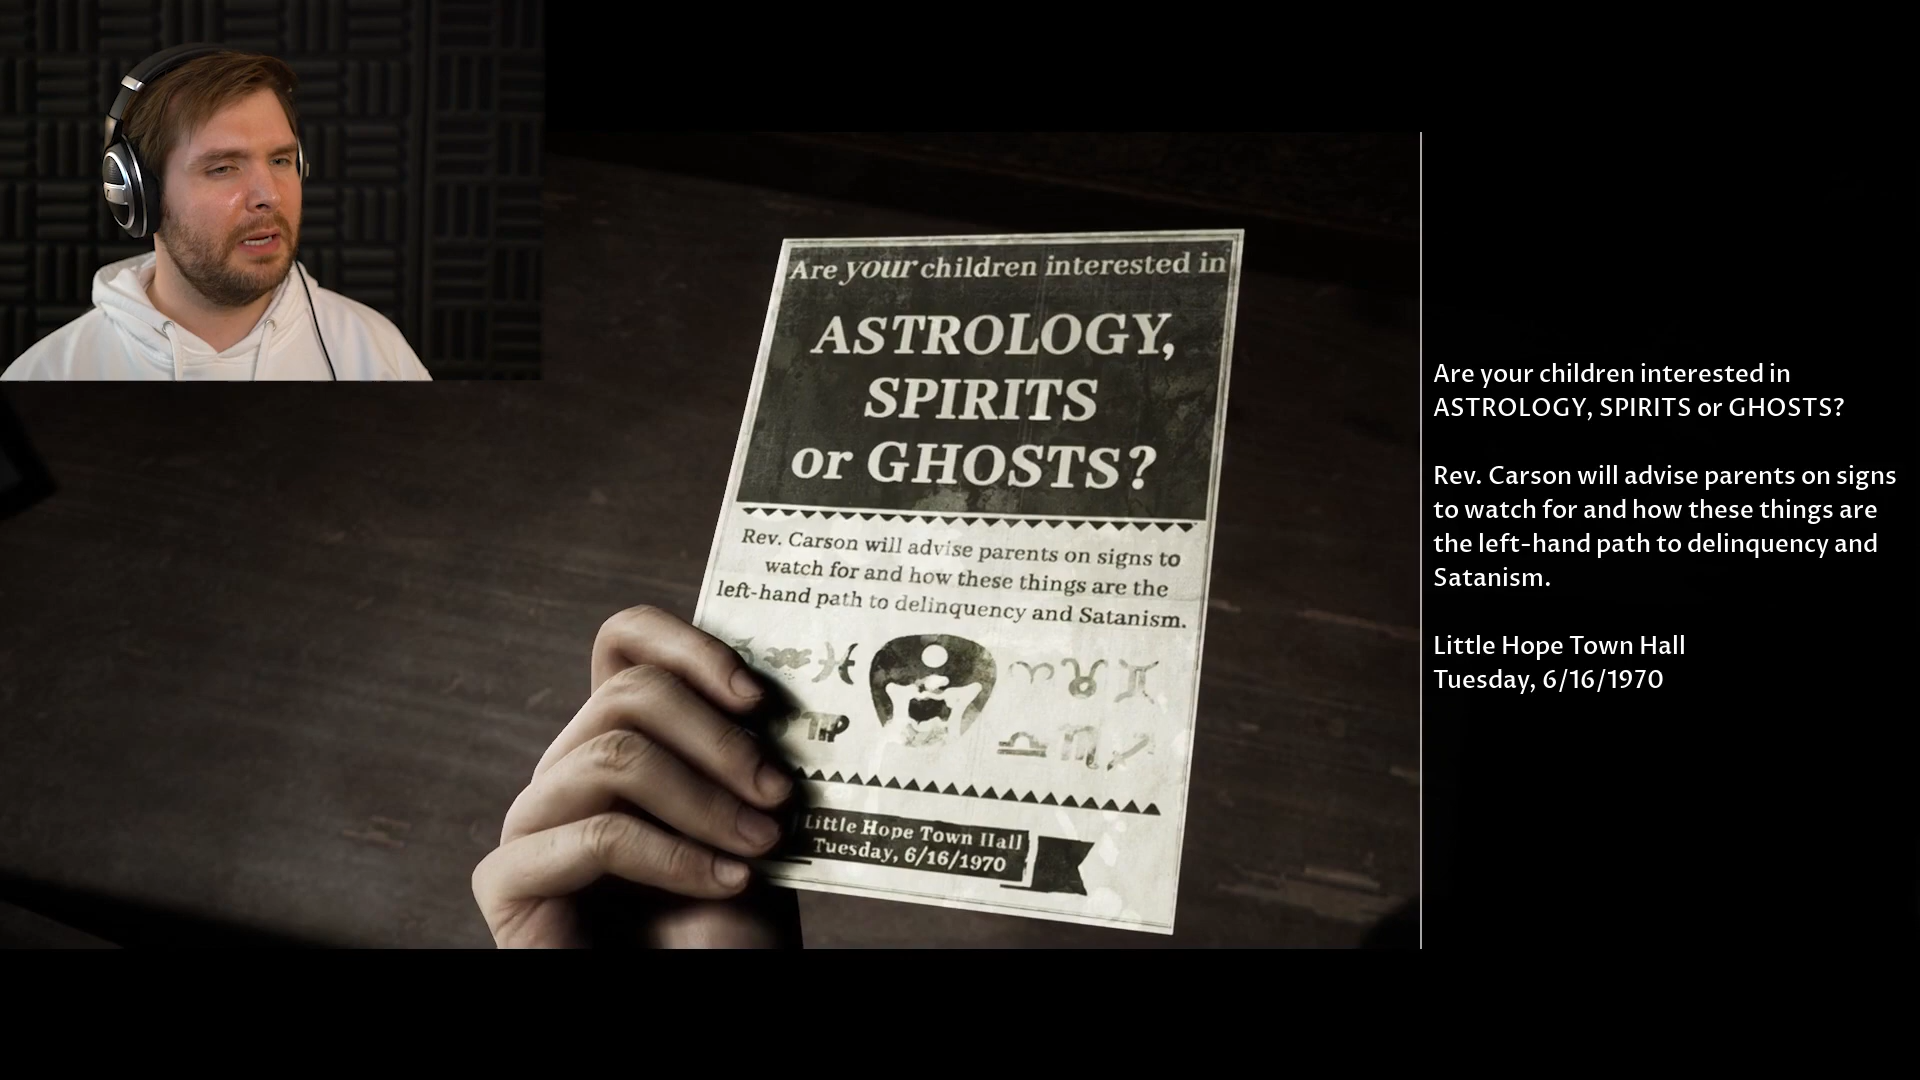 Are your children interested in
ASTROLOGY,
SPIRITS
or GHOSTS?
Rev. Carson will advise parents on signs to
watch for and how these things are the
left-hand path to delinquency and Satanism.
Little Hope Town Hall
Tuesday, 6/16/1970
Are your children interested in
ASTROLOGY, SPIRITS or GHOSTS?
Rev. Carson will advise parents on signs
to watch for and how these things are
the left-hand path to delinquency and
Satanism.
Little Hope Town Hall
Tuesday, 6/16/1970